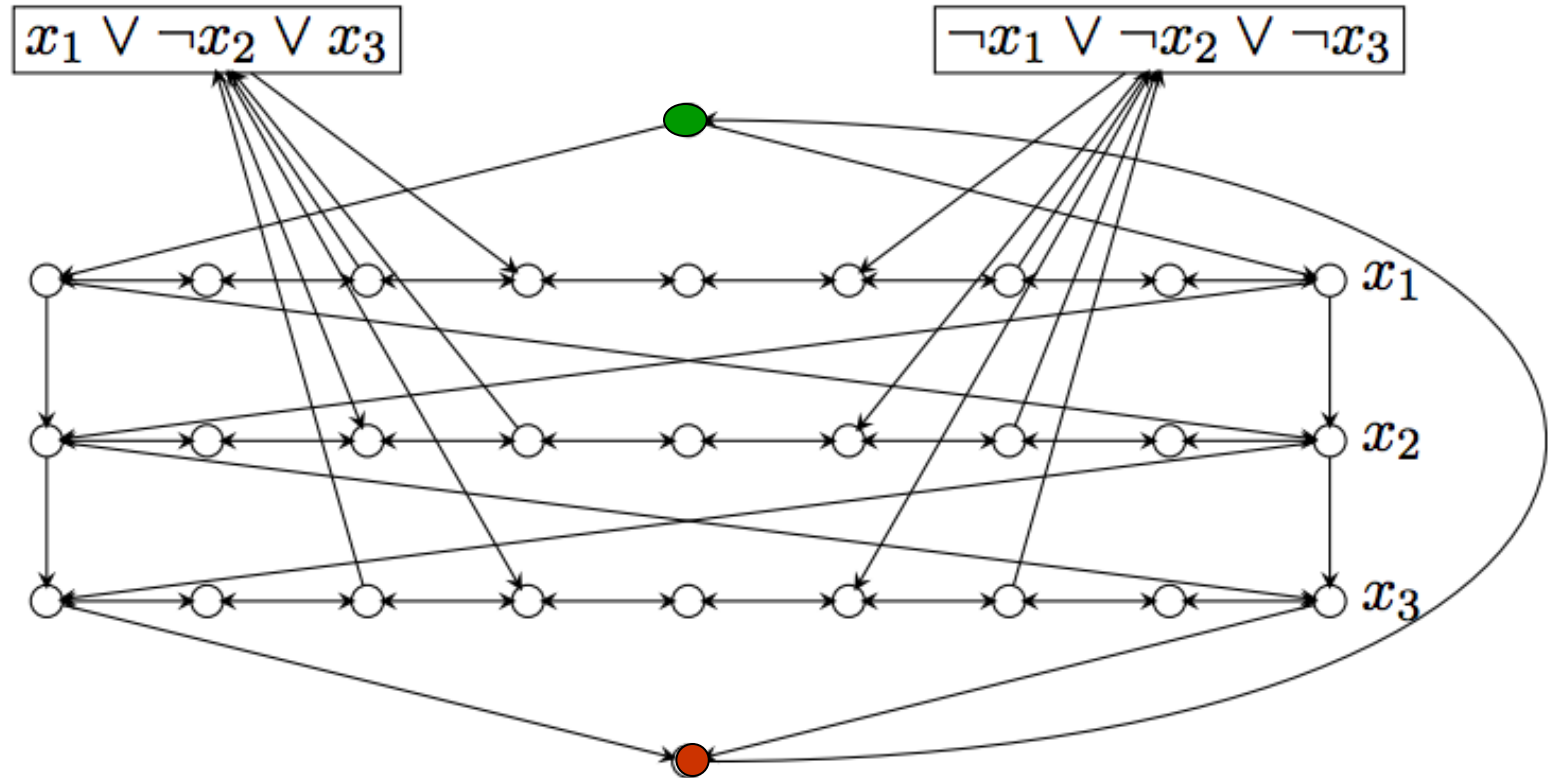 x₁ ∨ ¬x₂ ∨ x₃
¬x₁ ∨ ¬x₂ ∨ ¬x₃
x₁
x₂
x₃